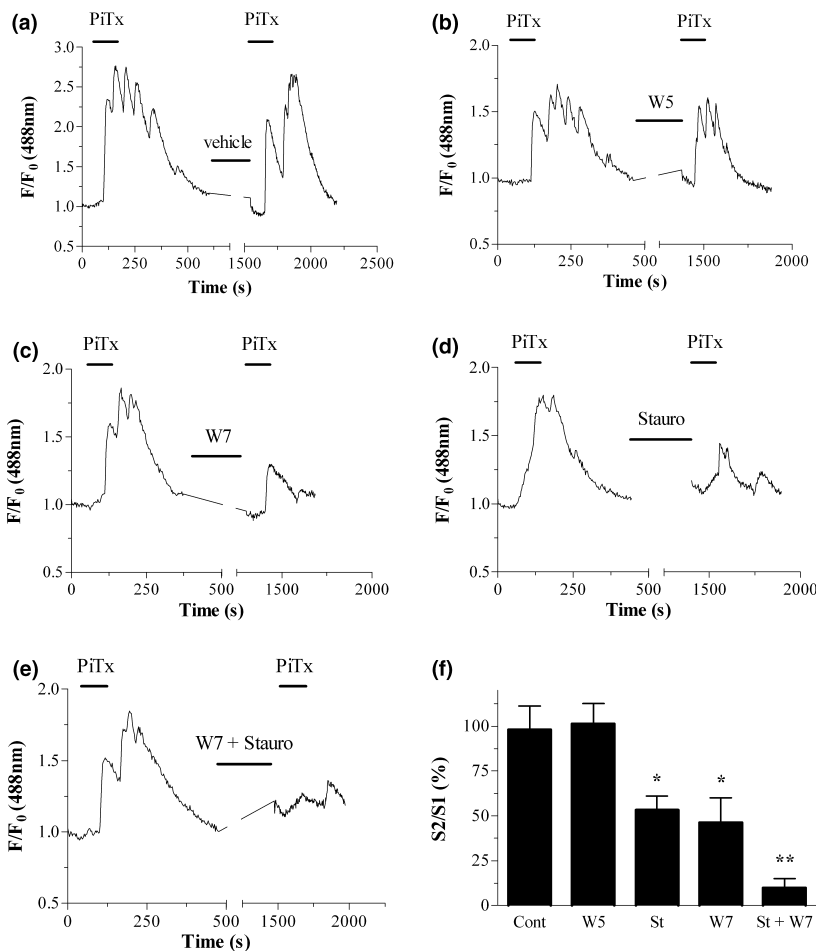 (a)
PiTx
PiTx
3.0
2.5
2.0
1.5
1.0
0.5
F/F0 (488nm)
vehicle
0
250
500
1500
2000
2500
Time (s)
(b)
PiTx
PiTx
2.0
1.5
1.0
0.5
F/F0 (488nm)
W5
0
250
500
1500
2000
Time (s)
(c)
PiTx
PiTx
2.0
1.5
1.0
0.5
F/F0 (488nm)
W7
0
250
500
1500
2000
Time (s)
(d)
PiTx
PiTx
2.0
1.5
1.0
0.5
F/F0 (488nm)
Stauro
0
250
500
1500
2000
Time (s)
(e)
PiTx
PiTx
2.0
1.5
1.0
0.5
F/F0 (488nm)
W7 + Stauro
0
250
500
1500
2000
2500
Time (s)
(f)
100
75
50
25
0
S2/S1 (%)
*
*
**
Cont
W5
St
W7
St + W7